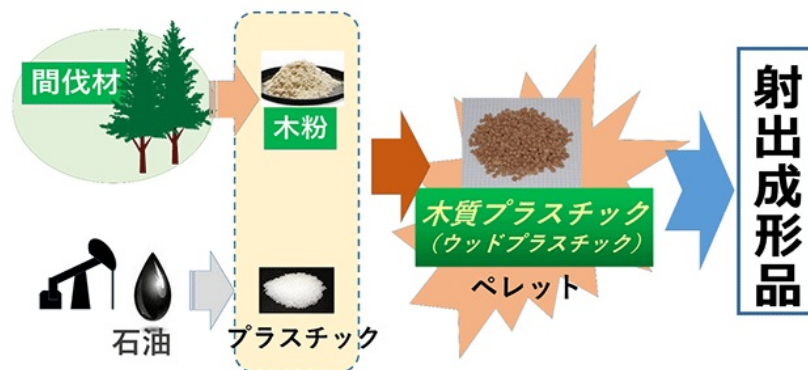 間伐材
木粉
石油
プラスチック
木質プラスチック
（ウッドプラスチック）
ペレット
射出成形品